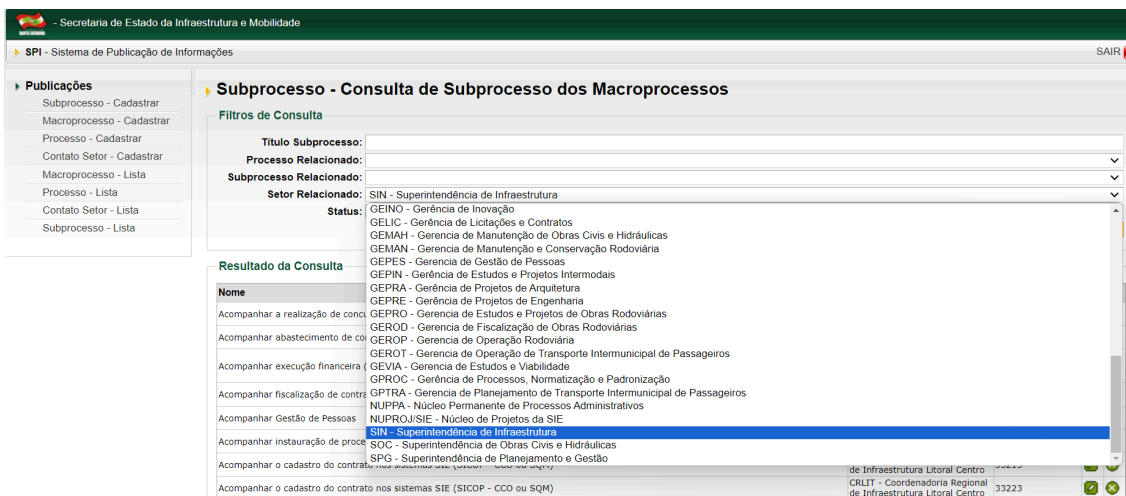 - Secretaria de Estado da Infraestrutura e Mobilidade
SPI - Sistema de Publicação de Informações
SAIR
Publicações
Subprocesso - Cadastrar
Macroprocesso - Cadastrar
Processo - Cadastrar
Contato Setor - Cadastrar
Macroprocesso - Lista
Processo - Lista
Contato Setor - Lista
Subprocesso - Lista
Subprocesso - Consulta de Subprocesso dos Macroprocessos
Filtros de Consulta
Título Subprocesso:
Processo Relacionado:
Subprocesso Relacionado:
Setor Relacionado: SIN - Superintendência de Infraestrutura
Status:
GEINO - Gerência de Inovação
GELIC - Gerência de Licitações e Contratos
GEMAH - Gerencia de Manutenção de Obras Civis e Hidráulicas
GEMAN - Gerencia de Manutenção e Conservação Rodoviária
GEPES - Gerencia de Gestão de Pessoas
GEPIN - Gerência de Estudos e Projetos Intermodais
GEPRA - Gerência de Projetos de Arquitetura
GEPRE - Gerência de Projetos de Engenharia
GEPRO - Gerencia de Estudos e Projetos de Obras Rodoviárias
GEROD - Gerencia de Fiscalização de Obras Rodoviárias
GEROP - Gerencia de Operação Rodoviária
GEROT - Gerencia de Operação de Transporte Intermunicipal de Passageiros
GEVIA - Gerencia de Estudos e Viabilidade
GPROC - Gerência de Processos, Normatização e Padronização
GPTRA - Gerencia de Planejamento de Transporte Intermunicipal de Passageiros
NUPPA - Núcleo Permanente de Processos Administrativos
NUPROJ/SIE - Núcleo de Projetos da SIE
SIN - Superintendência de Infraestrutura
SOC - Superintendência de Obras Civis e Hidráulicas
SPG - Superintendência de Planejamento e Gestão
Resultado da Consulta
Nome
Acompanhar a realização de
Acompanhar abastecimento de
Acompanhar execução financeira
Acompanhar fiscalização de
Acompanhar Gestão de Pessoas
Acompanhar instauração de
Acompanhar o cadastro do contrato nos sistemas SIE (SICOP - CCO ou SQM)
de Infraestrutura Litoral Centro 33215
Acompanhar o cadastro do contrato nos sistemas SIE (SICOP - CCO ou SQM)
CRLIT - Coordenadoria Regional
de Infraestrutura Litoral Centro 33223